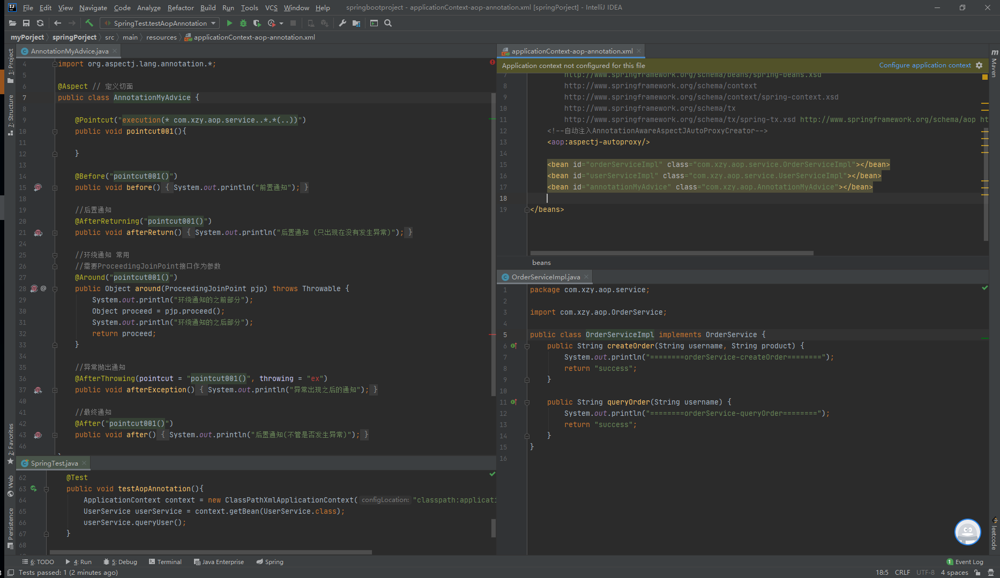 File Edit View Navigate Code Analyze Refactor Build Run Tools VCS Window Help springbootproject - applicationContext-aop-annotation.xml [springPorject] - IntelliJ IDEA
SpringTest.testAopAnnotation
myPorject springPorject src main resources applicationContext-aop-annotation.xml
1: Project
7: Structure
2: Favorites
Web
Persistence
AnnotationMyAdvice.java
4 import org.aspectj.lang.annotation.*;
5
6 @Aspect // 定义切面
7 public class AnnotationMyAdvice {
8
9 @Pointcut("execution(* com.xzy.aop.service..*.*(..))")
10 public void pointcut001(){
11
12 }
13
14 @Before("pointcut001()")
15 public void before() { System.out.println("前置通知"); }
18
19 //后置通知
20 @AfterReturning("pointcut001()")
21 public void afterReturn() { System.out.println("后置通知 (只出现在没有发生异常)"); }
24
25 //环绕通知 常用
26 //需要ProceedingJoinPoint接口作为参数
27 @Around("pointcut001()")
28 @ public Object around(ProceedingJoinPoint pjp) throws Throwable {
29 System.out.println("环绕通知的之前部分");
30 Object proceed = pjp.proceed();
31 System.out.println("环绕通知的之后部分");
32 return proceed;
33 }
34
35 //异常抛出通知
36 @AfterThrowing(pointcut = "pointcut001()", throwing = "ex")
37 public void afterException() { System.out.println("异常出现之后的通知"); }
40
41 //最终通知
42 @After("pointcut001()")
43 public void after() { System.out.println("后置通知(不管是否发生异常)"); }
46
SpringTest.java
62 @Test
63 public void testAopAnnotation(){
64 ApplicationContext context = new ClassPathXmlApplicationContext( configLocation: "classpath:applicati
65 UserService userService = context.getBean(UserService.class);
66 userService.queryUser();
67 }
68
applicationContext-aop-annotation.xml
Application context not configured for this file Configure application context
7 http://www.springframework.org/schema/beans/spring-beans.xsd
8 http://www.springframework.org/schema/context
9 http://www.springframework.org/schema/context/spring-context.xsd
10 http://www.springframework.org/schema/tx
11 http://www.springframework.org/schema/tx/spring-tx.xsd http://www.springframework.org/schema/aop ht
12 <!--自动注入AnnotationAwareAspectJAutoProxyCreator-->
13 <aop:aspectj-autoproxy/>
14
15 <bean id="orderServiceImpl" class="com.xzy.aop.service.OrderServiceImpl"></bean>
16 <bean id="userServiceImpl" class="com.xzy.aop.service.UserServiceImpl"></bean>
17 <bean id="annotationMyAdvice" class="com.xzy.aop.AnnotationMyAdvice"></bean>
18
19 </beans>
beans
OrderServiceImpl.java
1 package com.xzy.aop.service;
2
3 import com.xzy.aop.OrderService;
4
5 public class OrderServiceImpl implements OrderService {
6 public String createOrder(String username, String product) {
7 System.out.println("========orderService-createOrder========");
8 return "success";
9 }
10
11 public String queryOrder(String username) {
12 System.out.println("========orderService-queryOrder========");
13 return "success";
14 }
15 }
16
m Maven
leetcode
6: TODO 4: Run 5: Debug Terminal Java Enterprise Spring 1 Event Log
Tests passed: 1 (2 minutes ago) 18:5 CRLF UTF-8 4 spaces